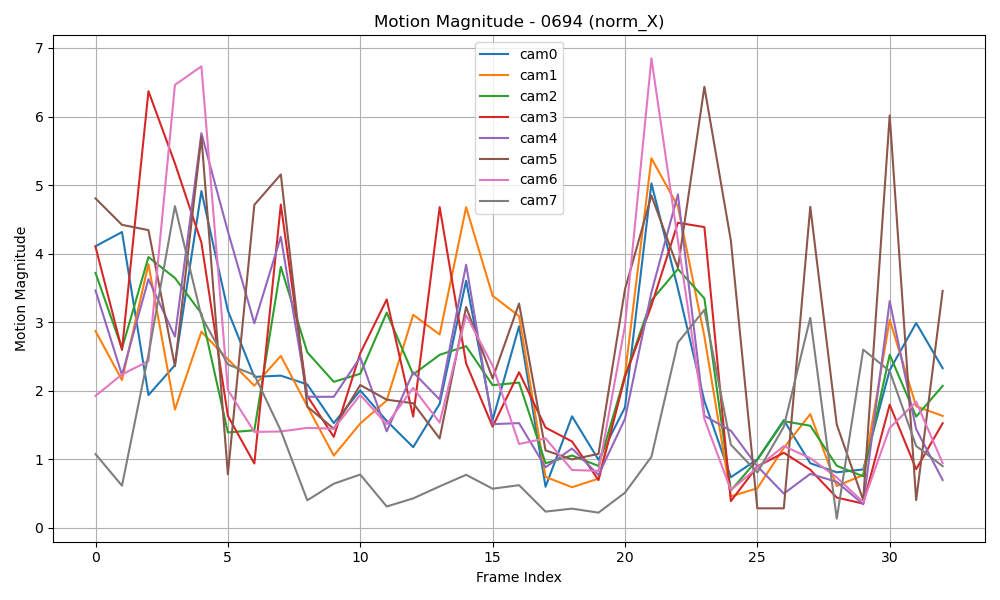 Motion Magnitude - 0694 (norm_X)
7
6
5
4
3
2
1
0
Motion Magnitude
cam0
cam1
cam2
cam3
cam4
cam5
cam6
cam7
0 5 10 15 20 25 30
Frame Index